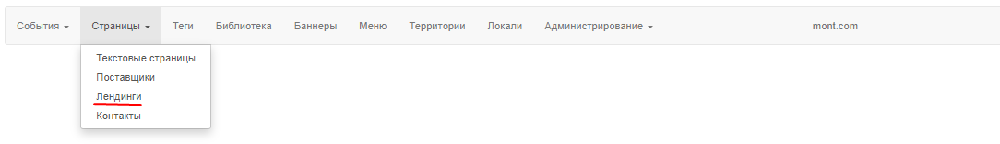 События Страницы Теги Библиотека Баннеры Меню Территории Локали Администрирование mont.com
Текстовые страницы
Поставщики
Лендинги
Контакты